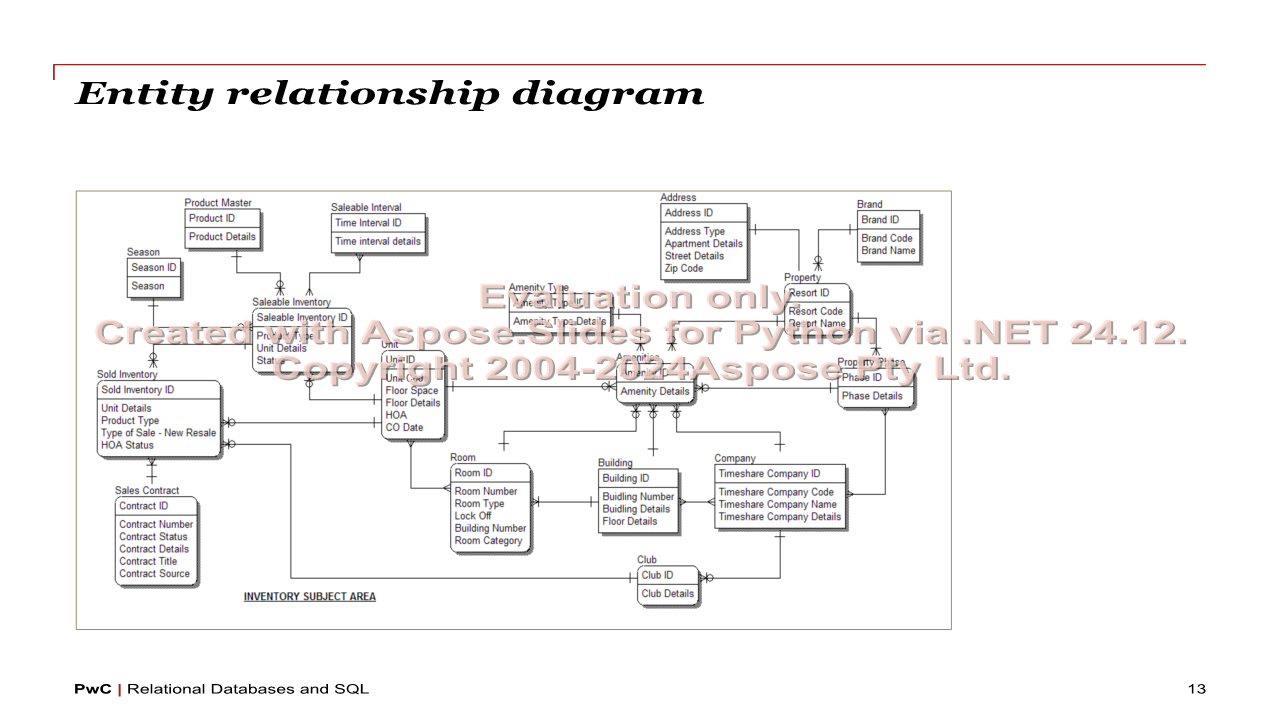 Entity relationship diagram
Product Master
Product ID
Product Details
Saleable Interval
Time Interval ID
Time interval details
Address
Address ID
Address Type
Apartment Details
Street Details
Zip Code
Brand
Brand ID
Brand Code
Brand Name
Season
Season ID
Season
Saleable Inventory
Saleable Inventory ID
Product Type
Unit Details
Status
Amenity Type
Amenity Type ID
Amenity Type Details
Property
Resort ID
Resort Code
Resort Name
Evaluation only.
Created with Aspose.Slides for Python via .NET 24.12.
Copyright 2004-2024Aspose Pty Ltd.
Unit
Unit ID
Unit Cod
Floor Space
Floor Details
HOA
CO Date
Amenities
Amenity ID
Amenity Details
Property Phase
Phase ID
Phase Details
Sold Inventory
Sold Inventory ID
Unit Details
Product Type
Type of Sale - New Resale
HOA Status
Sales Contract
Contract ID
Contract Number
Contract Status
Contract Details
Contract Title
Contract Source
Room
Room ID
Room Number
Room Type
Lock Off
Building Number
Room Category
Building
Building ID
Buidling Number
Buidling Details
Floor Details
Company
Timeshare Company ID
Timeshare Company Code
Timeshare Company Name
Timeshare Company Details
Club
Club ID
Club Details
INVENTORY SUBJECT AREA
PwC | Relational Databases and SQL
13